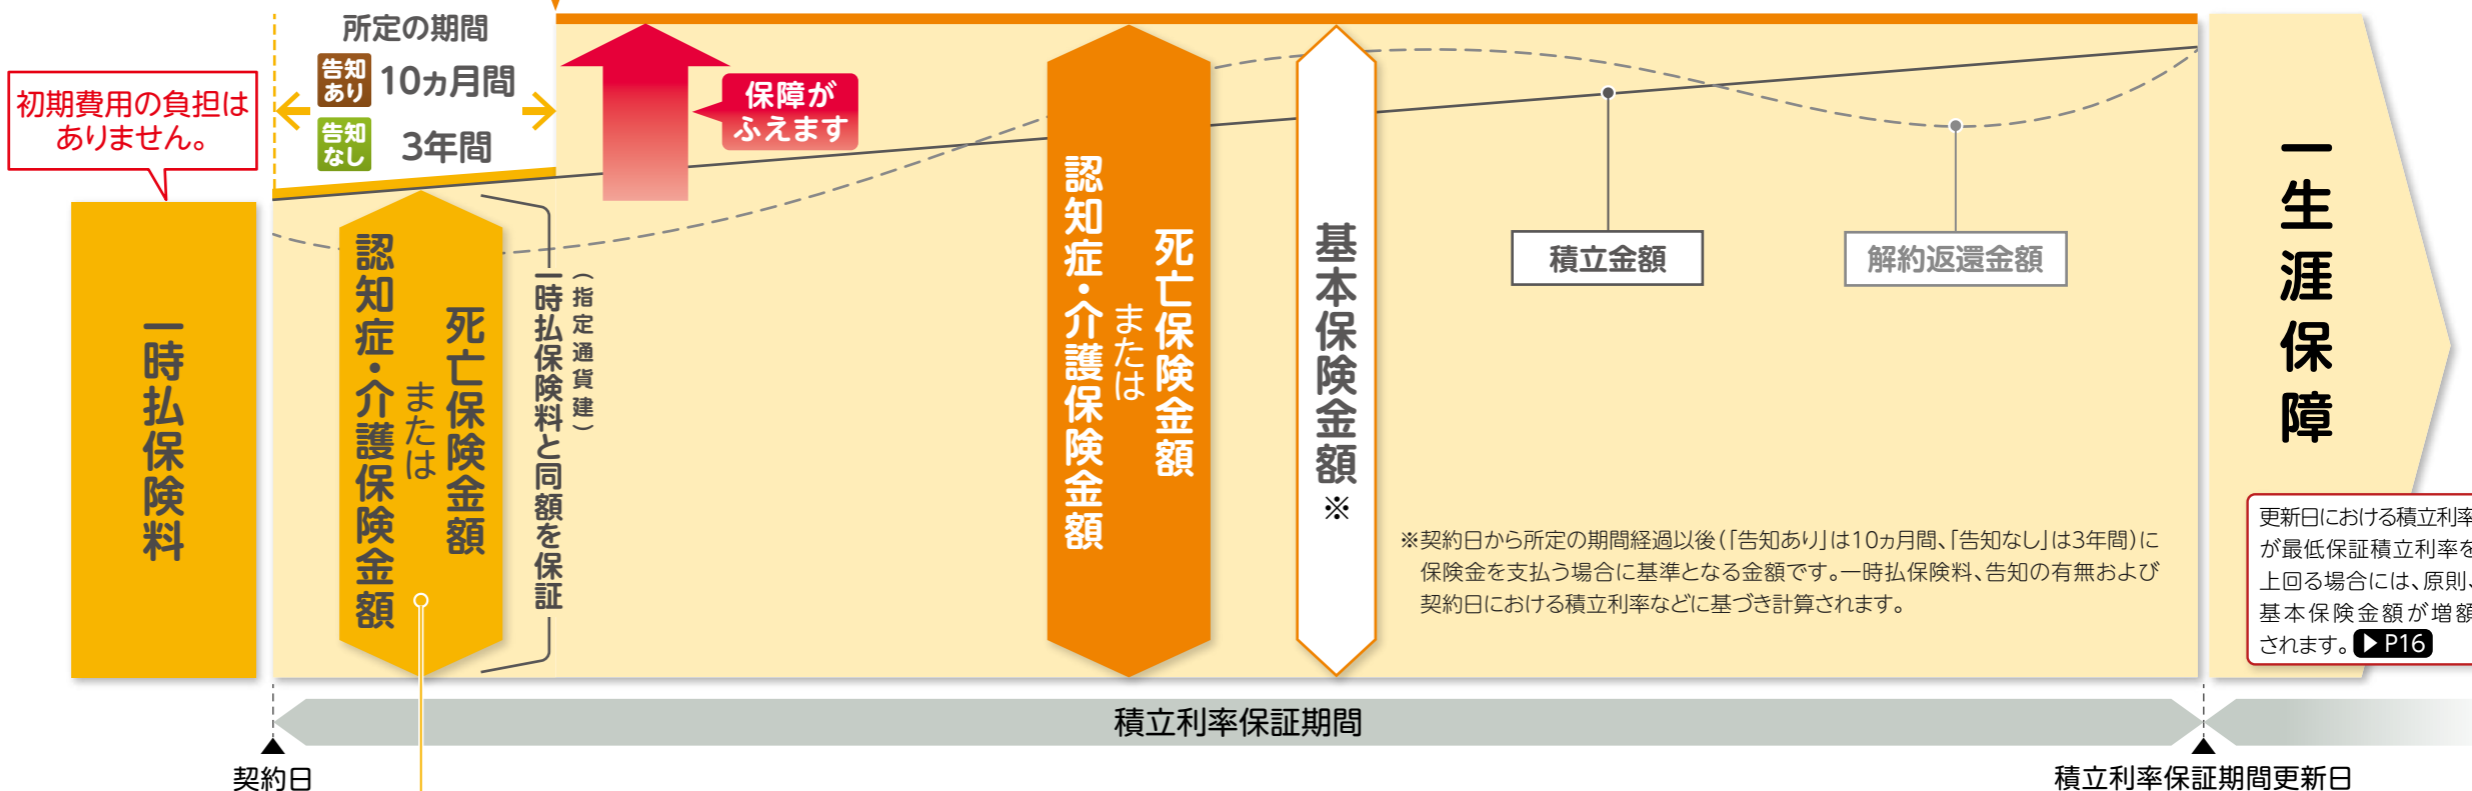 所定の期間
告知あり 10ヵ月間
告知なし 3年間
初期費用の負担は
ありません。
保障が
ふえます
一時払保険料
死亡保険金額
または
認知症・介護保険金額
(指定通貨建)
一時払保険料と同額を保証
死亡保険金額
または
認知症・介護保険金額
基本保険金額※
積立金額
解約返還金額
※契約日から所定の期間経過以後(「告知あり」は10ヵ月間、「告知なし」は3年間)に
保険金を支払う場合に基準となる金額です。一時払保険料、告知の有無および
契約日における積立利率などに基づき計算されます。
一生涯保障
更新日における積立利率
が最低保証積立利率を
上回る場合には、原則、
基本保険金額が増額
されます。▶P16
積立利率保証期間
契約日
積立利率保証期間更新日